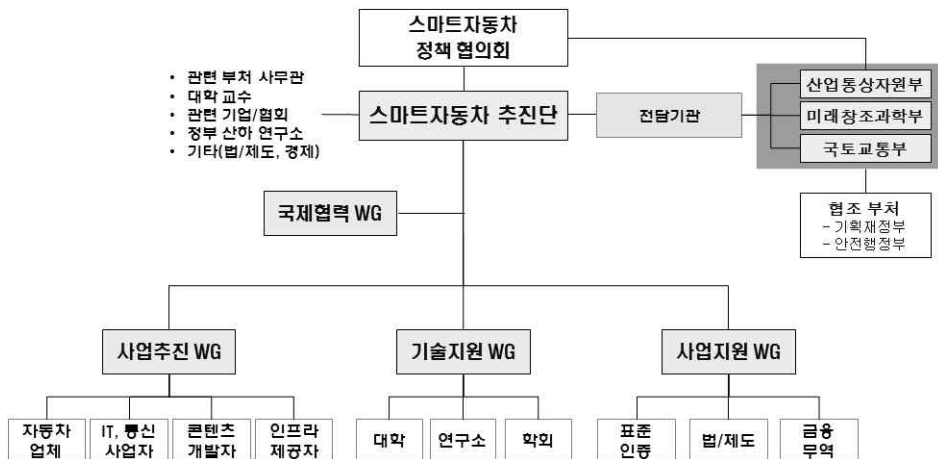 스마트자동차
정책 협의회
• 관련 부처 사무관
• 대학 교수
• 관련 기업/협회
• 정부 산하 연구소
• 기타(법/제도, 경제)
스마트자동차 추진단
전담기관
산업통상자원부
미래창조과학부
국토교통부
협조 부처
– 기획재정부
– 안전행정부
국제협력 WG
사업추진 WG
기술지원 WG
사업지원 WG
자동차
업체
IT, 통신
사업자
콘텐츠
개발자
인프라
제공자
대학
연구소
학회
표준
인증
법/제도
금융
무역